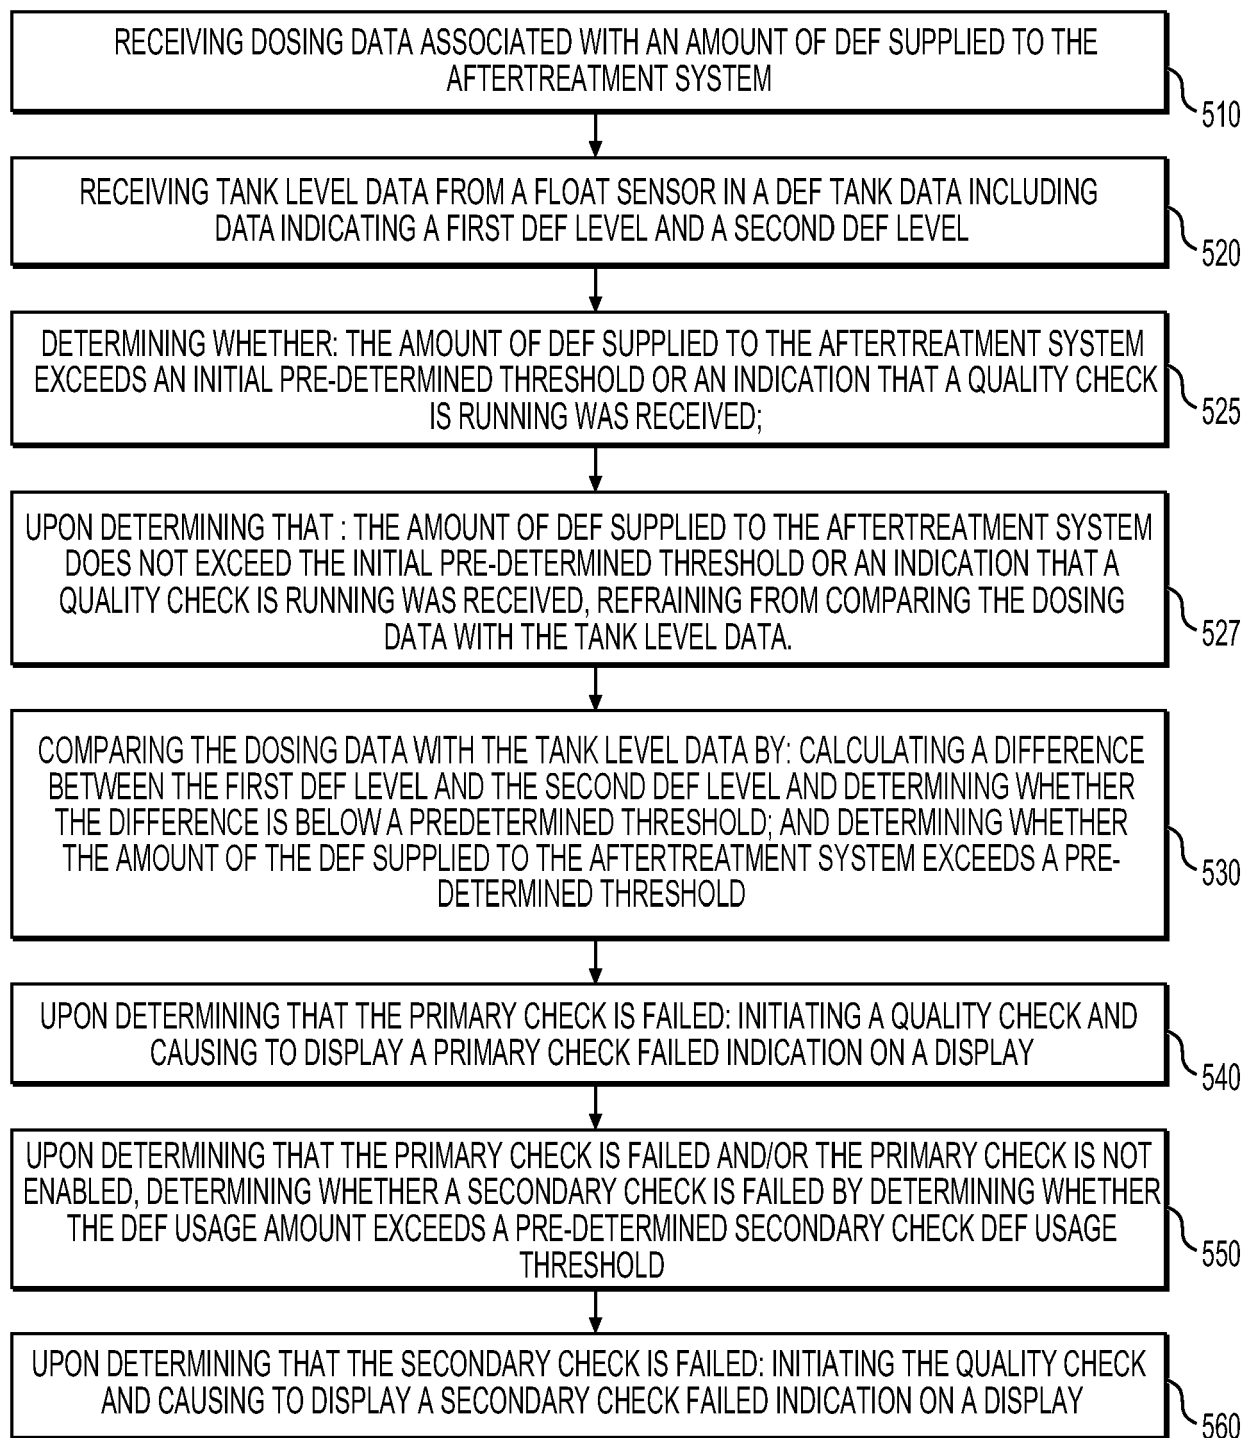 RECEIVING DOSING DATA ASSOCIATED WITH AN AMOUNT OF DEF SUPPLIED TO THE
AFTERTREATMENT SYSTEM
510
RECEIVING TANK LEVEL DATA FROM A FLOAT SENSOR IN A DEF TANK DATA INCLUDING
DATA INDICATING A FIRST DEF LEVEL AND A SECOND DEF LEVEL
520
DETERMINING WHETHER: THE AMOUNT OF DEF SUPPLIED TO THE AFTERTREATMENT SYSTEM
EXCEEDS AN INITIAL PRE-DETERMINED THRESHOLD OR AN INDICATION THAT A QUALITY CHECK
IS RUNNING WAS RECEIVED;
525
UPON DETERMINING THAT : THE AMOUNT OF DEF SUPPLIED TO THE AFTERTREATMENT SYSTEM
DOES NOT EXCEED THE INITIAL PRE-DETERMINED THRESHOLD OR AN INDICATION THAT A
QUALITY CHECK IS RUNNING WAS RECEIVED, REFRAINING FROM COMPARING THE DOSING
DATA WITH THE TANK LEVEL DATA.
527
COMPARING THE DOSING DATA WITH THE TANK LEVEL DATA BY: CALCULATING A DIFFERENCE
BETWEEN THE FIRST DEF LEVEL AND THE SECOND DEF LEVEL AND DETERMINING WHETHER
THE DIFFERENCE IS BELOW A PREDETERMINED THRESHOLD; AND DETERMINING WHETHER
THE AMOUNT OF THE DEF SUPPLIED TO THE AFTERTREATMENT SYSTEM EXCEEDS A PRE-
DETERMINED THRESHOLD
530
UPON DETERMINING THAT THE PRIMARY CHECK IS FAILED: INITIATING A QUALITY CHECK AND
CAUSING TO DISPLAY A PRIMARY CHECK FAILED INDICATION ON A DISPLAY
540
UPON DETERMINING THAT THE PRIMARY CHECK IS FAILED AND/OR THE PRIMARY CHECK IS NOT
ENABLED, DETERMINING WHETHER A SECONDARY CHECK IS FAILED BY DETERMINING WHETHER
THE DEF USAGE AMOUNT EXCEEDS A PRE-DETERMINED SECONDARY CHECK DEF USAGE
THRESHOLD
550
UPON DETERMINING THAT THE SECONDARY CHECK IS FAILED: INITIATING THE QUALITY CHECK
AND CAUSING TO DISPLAY A SECONDARY CHECK FAILED INDICATION ON A DISPLAY
560